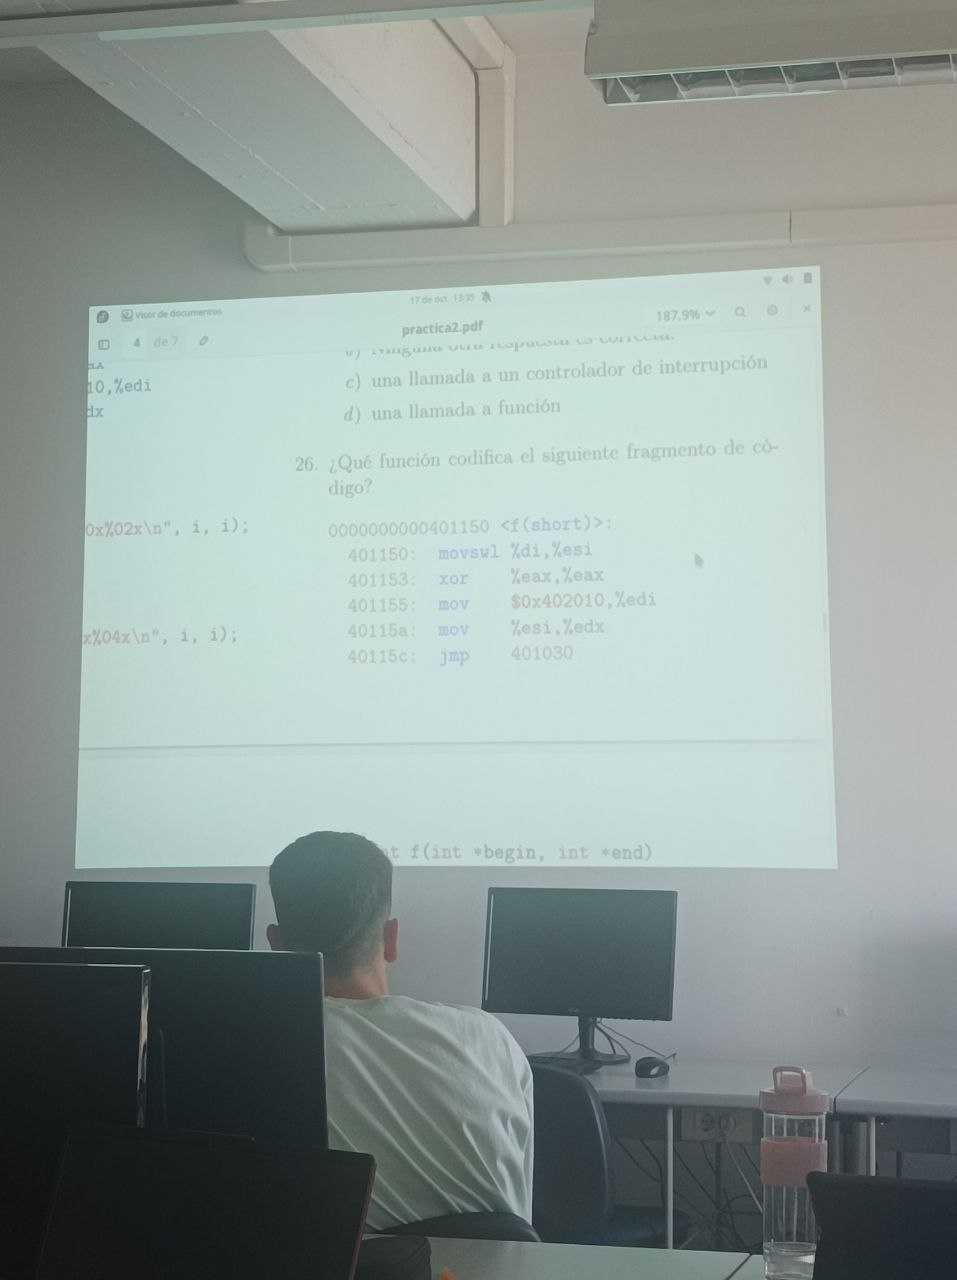 17 de oct 13:35
Visor de documentos
practica2.pdf
187,9%
4 de 7
b) Ninguna otra respuesta es correcta.
10,%edi
dx
c) una llamada a un controlador de interrupción
d) una llamada a función
26. ¿Qué función codifica el siguiente fragmento de có-
digo?
0x%02x\n", i, i);
x%04x\n", i, i);
0000000000401150 <f(short)>:
401150: movswl %di,%esi
401153: xor %eax,%eax
401155: mov $0x402010,%edi
40115a: mov %esi,%edx
40115c: jmp 401030
t f(int *begin, int *end)